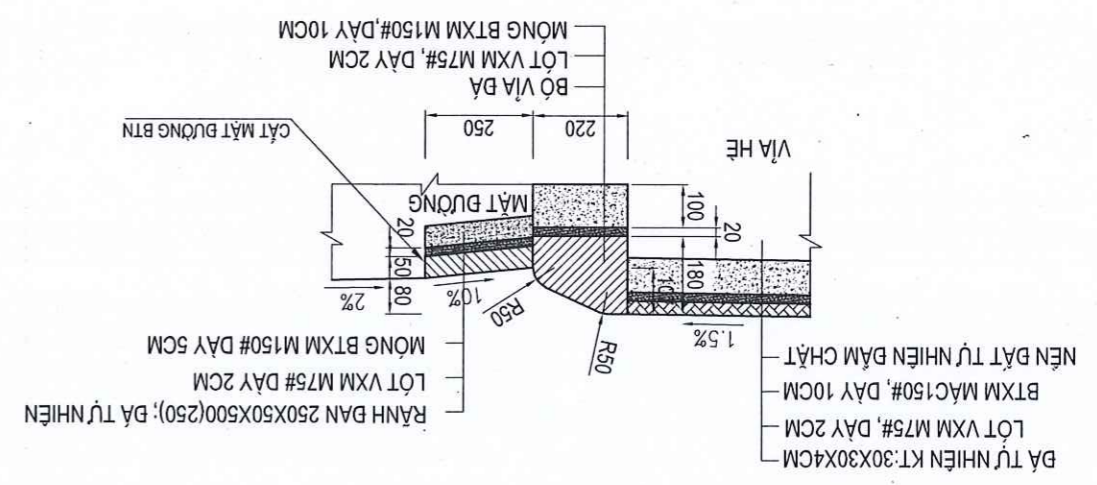 ĐÁ TỰ NHIÊN KT:30X30X4CM
LÓT VXM M75#, DÀY 2CM
BTXM MÁC150#, DÀY 10CM
NỀN ĐẤT TỰ NHIÊN ĐẦM CHẶT
RÃNH ĐAN 250X50X500(250); ĐÁ TỰ NHIÊN
LÓT VXM M75# DÀY 2CM
MÓNG BTXM M150# DÀY 5CM
1.5%
R50
R50
10%
2%
180
10
20
100
80
50
20
MẶT ĐƯỜNG
VỈA HÈ
220
250
CẮT MẶT ĐƯỜNG BTN
BÓ VỈA ĐÁ
LÓT VXM M75#, DÀY 2CM
MÓNG BTXM M150#,DÀY 10CM